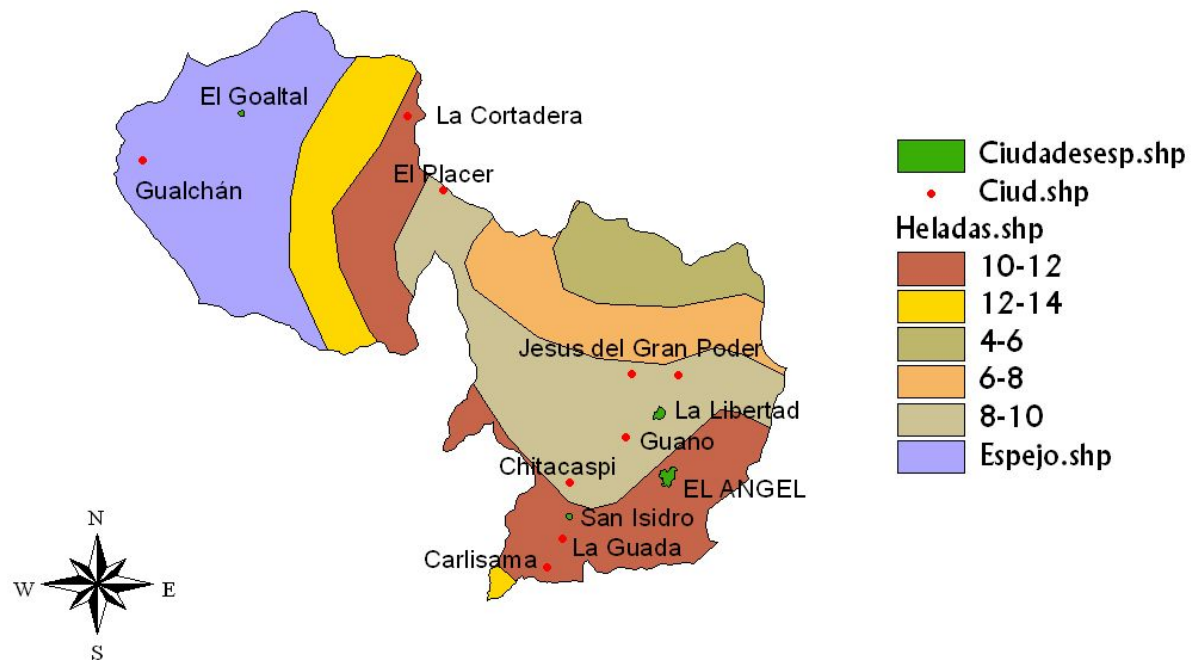 El Goaltal
La Cortadera
Gualchán
El Placer
Jesus del Gran Poder
La Libertad
Guano
Chitacaspi
EL ANGEL
San Isidro
La Guada
Carlisama
N
W
E
S
Ciudadesesp.shp
Ciud.shp
Heladas.shp
10-12
12-14
4-6
6-8
8-10
Espejo.shp